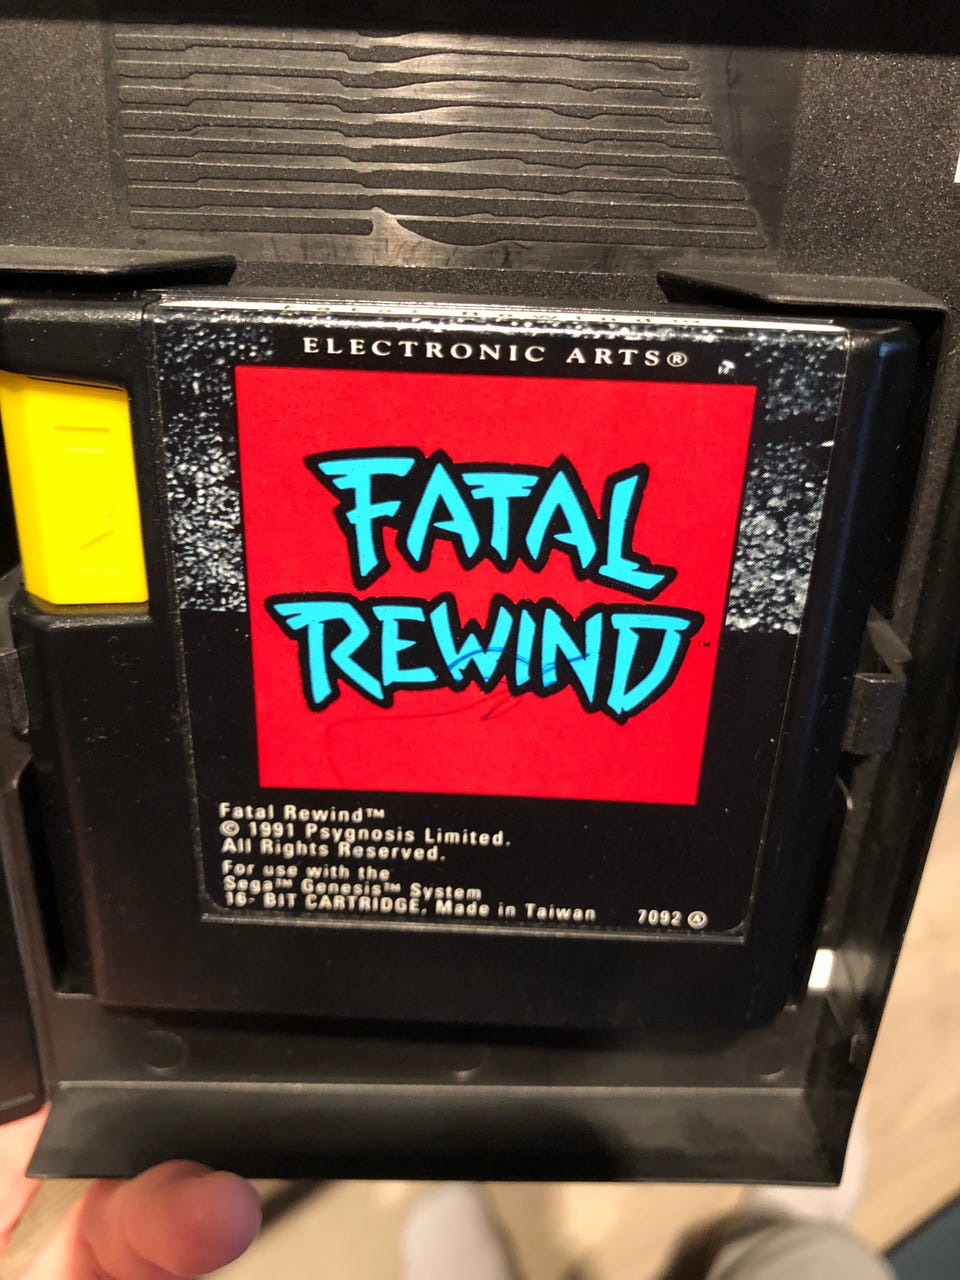 ELECTRONIC ARTS®
FATAL
REWIND™
Fatal Rewind™
© 1991 Psygnosis Limited.
All Rights Reserved.
For use with the
Sega™ Genesis™ System
16- BIT CARTRIDGE. Made in Taiwan 7092 Ⓐ